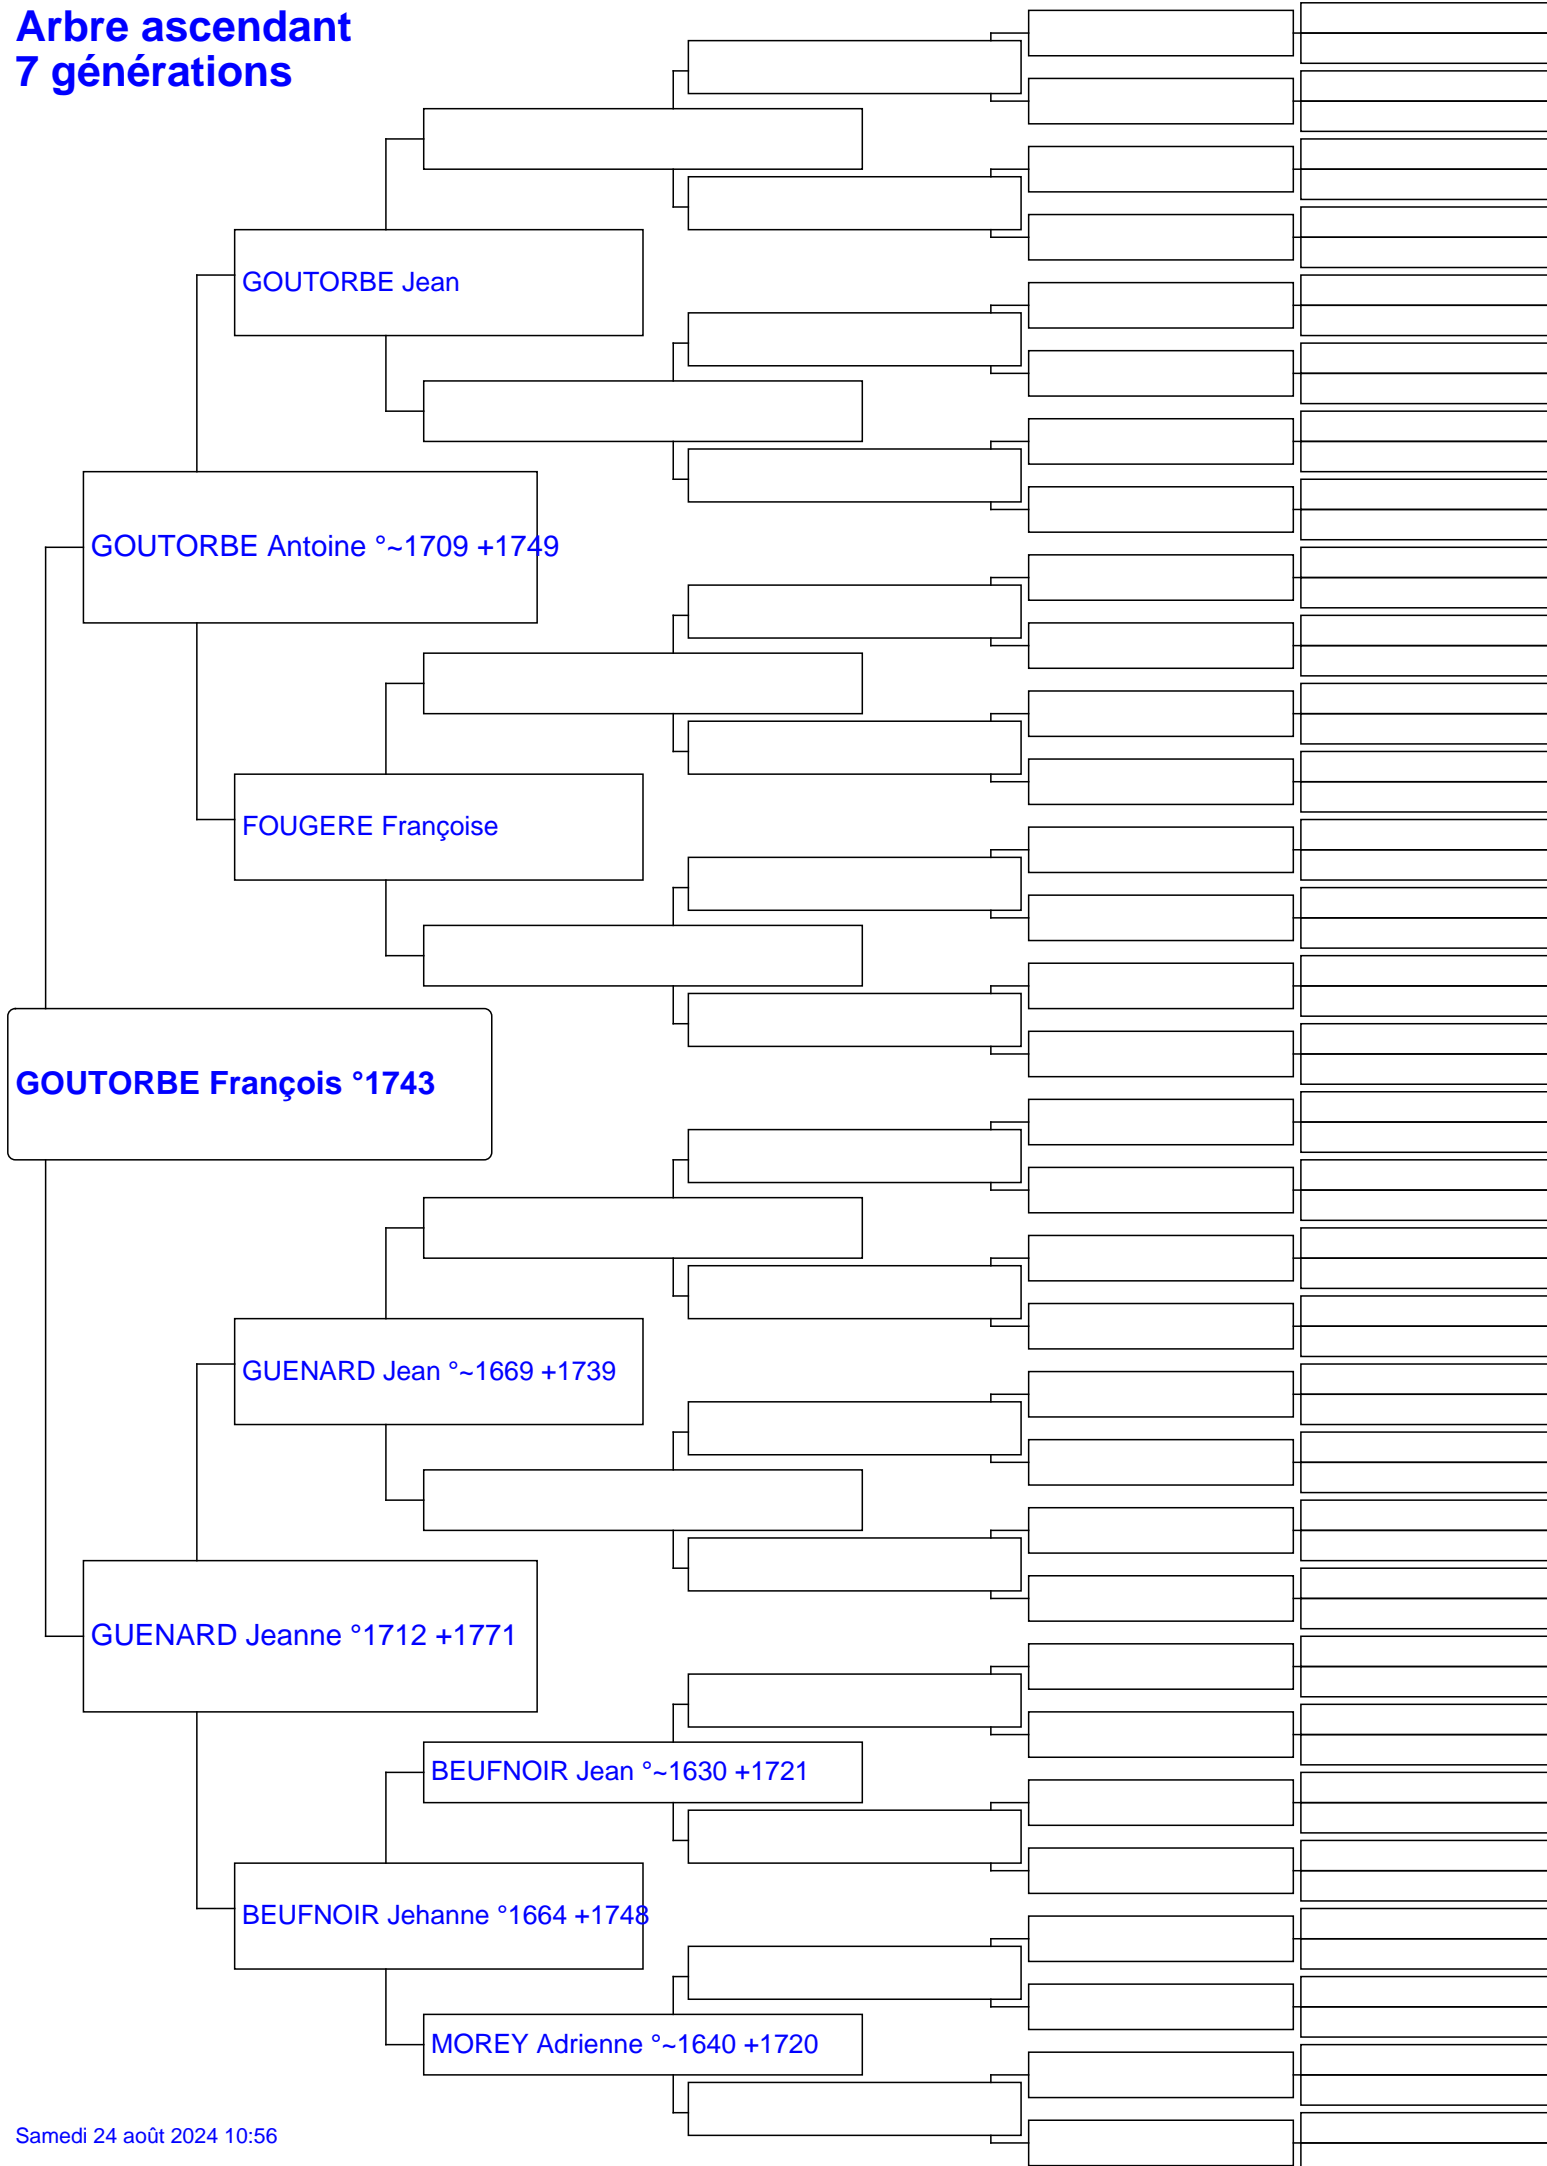 Arbre ascendant
7 générations
GOUTORBE Jean
GOUTORBE Antoine °~1709 +1749
FOUGERE Françoise
GOUTORBE François °1743
GUENARD Jean °~1669 +1739
GUENARD Jeanne °1712 +1771
BEUFNOIR Jean °~1630 +1721
BEUFNOIR Jehanne °1664 +1748
MOREY Adrienne °~1640 +1720
Samedi 24 août 2024 10:56